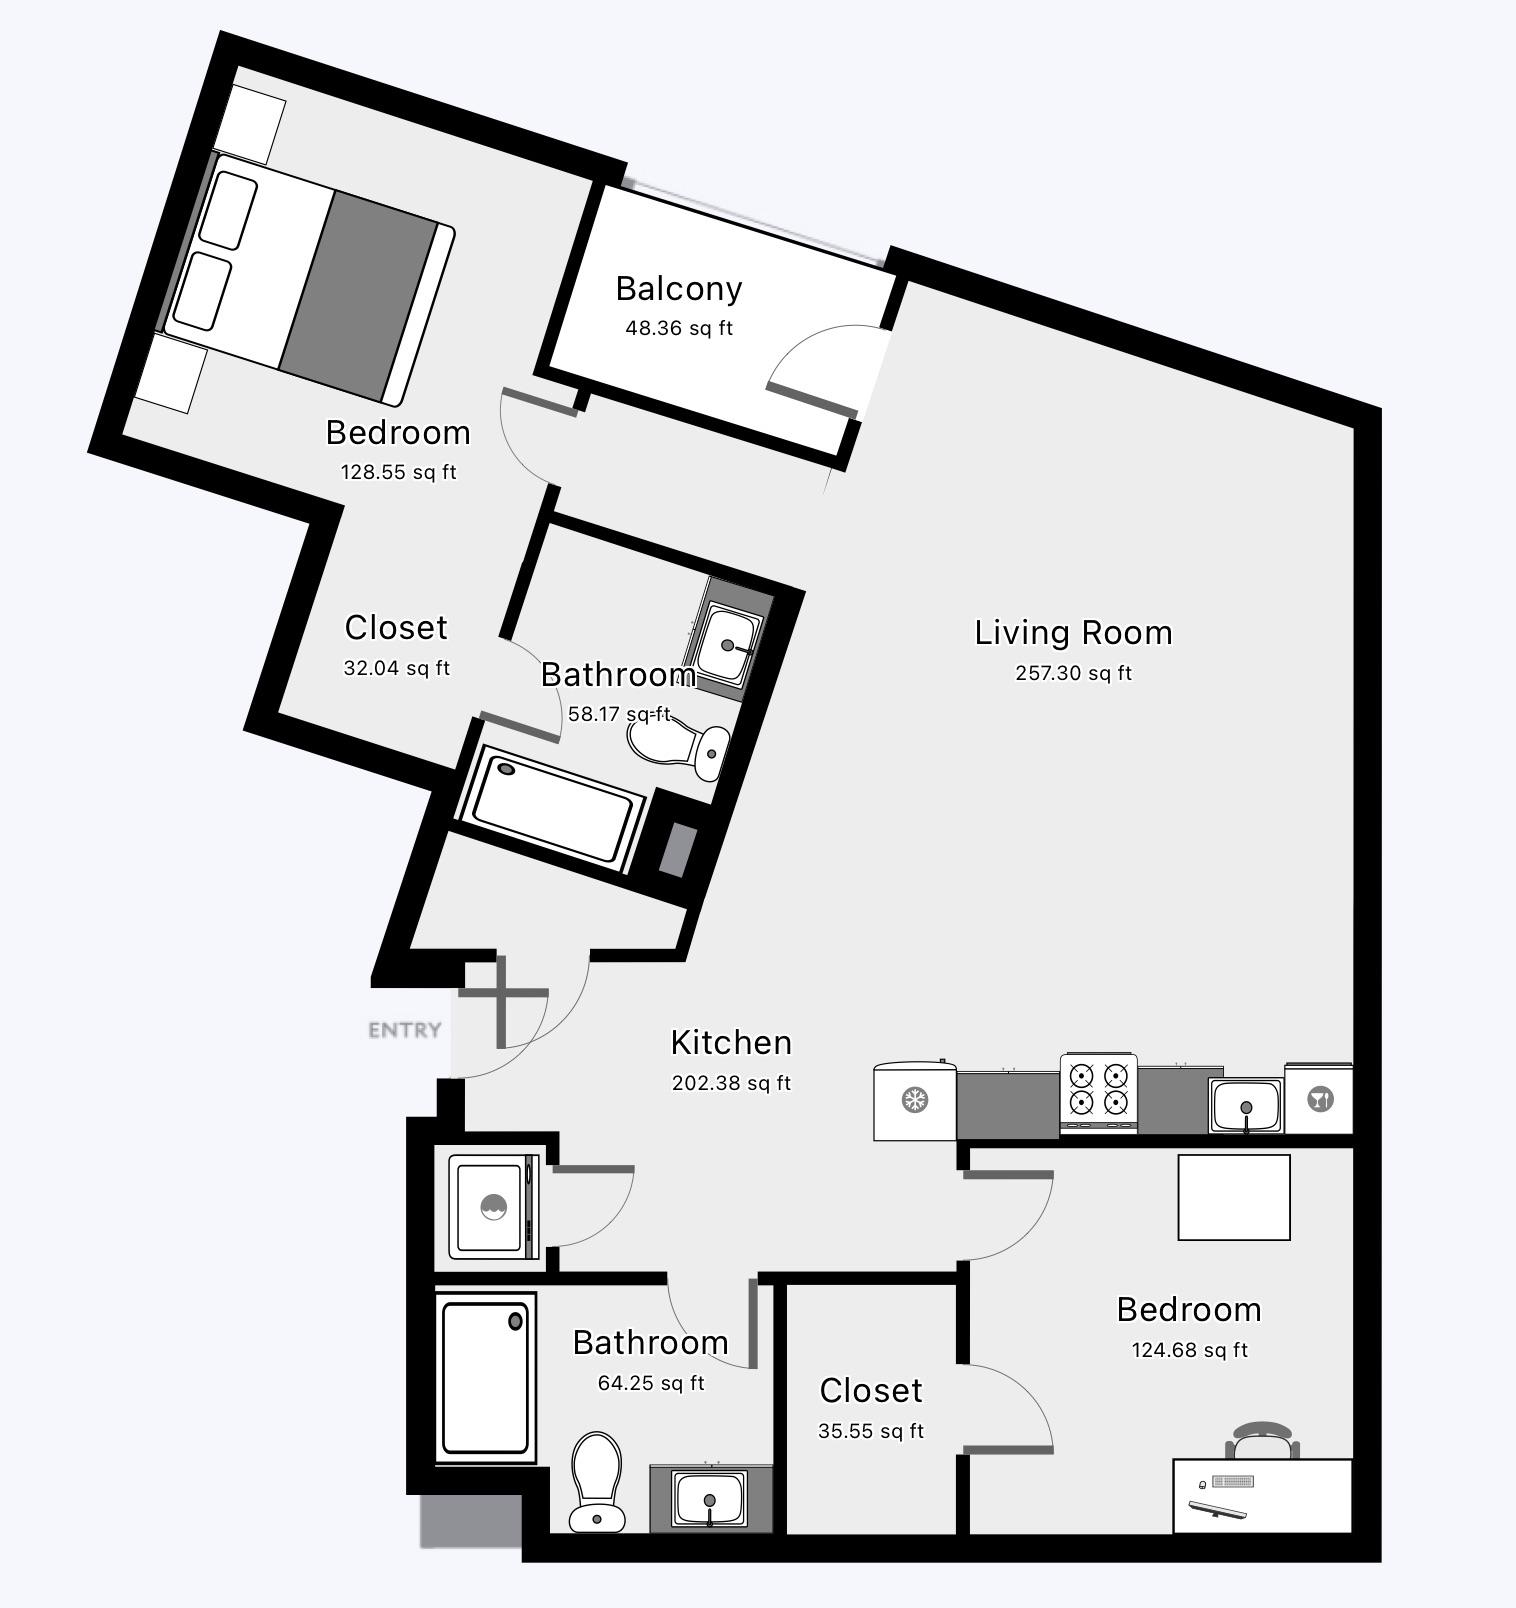 Balcony
48.36 sq ft
Bedroom
128.55 sq ft
Closet
32.04 sq ft
Bathroom
58.17 sq ft
Living Room
257.30 sq ft
ENTRY
Kitchen
202.38 sq ft
Bedroom
124.68 sq ft
Bathroom
64.25 sq ft
Closet
35.55 sq ft